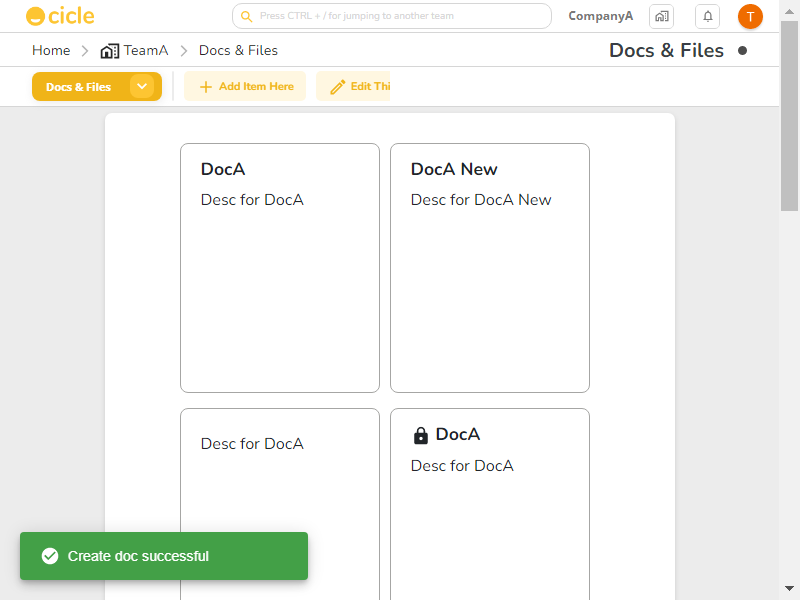 cicle
Press CTRL + / for jumping to another team
CompanyA
T
Home
TeamA
Docs & Files
Docs & Files
Docs & Files
Add Item Here
Edit Thi
DocA
Desc for DocA
DocA New
Desc for DocA New
Desc for DocA
DocA
Desc for DocA
Create doc successful